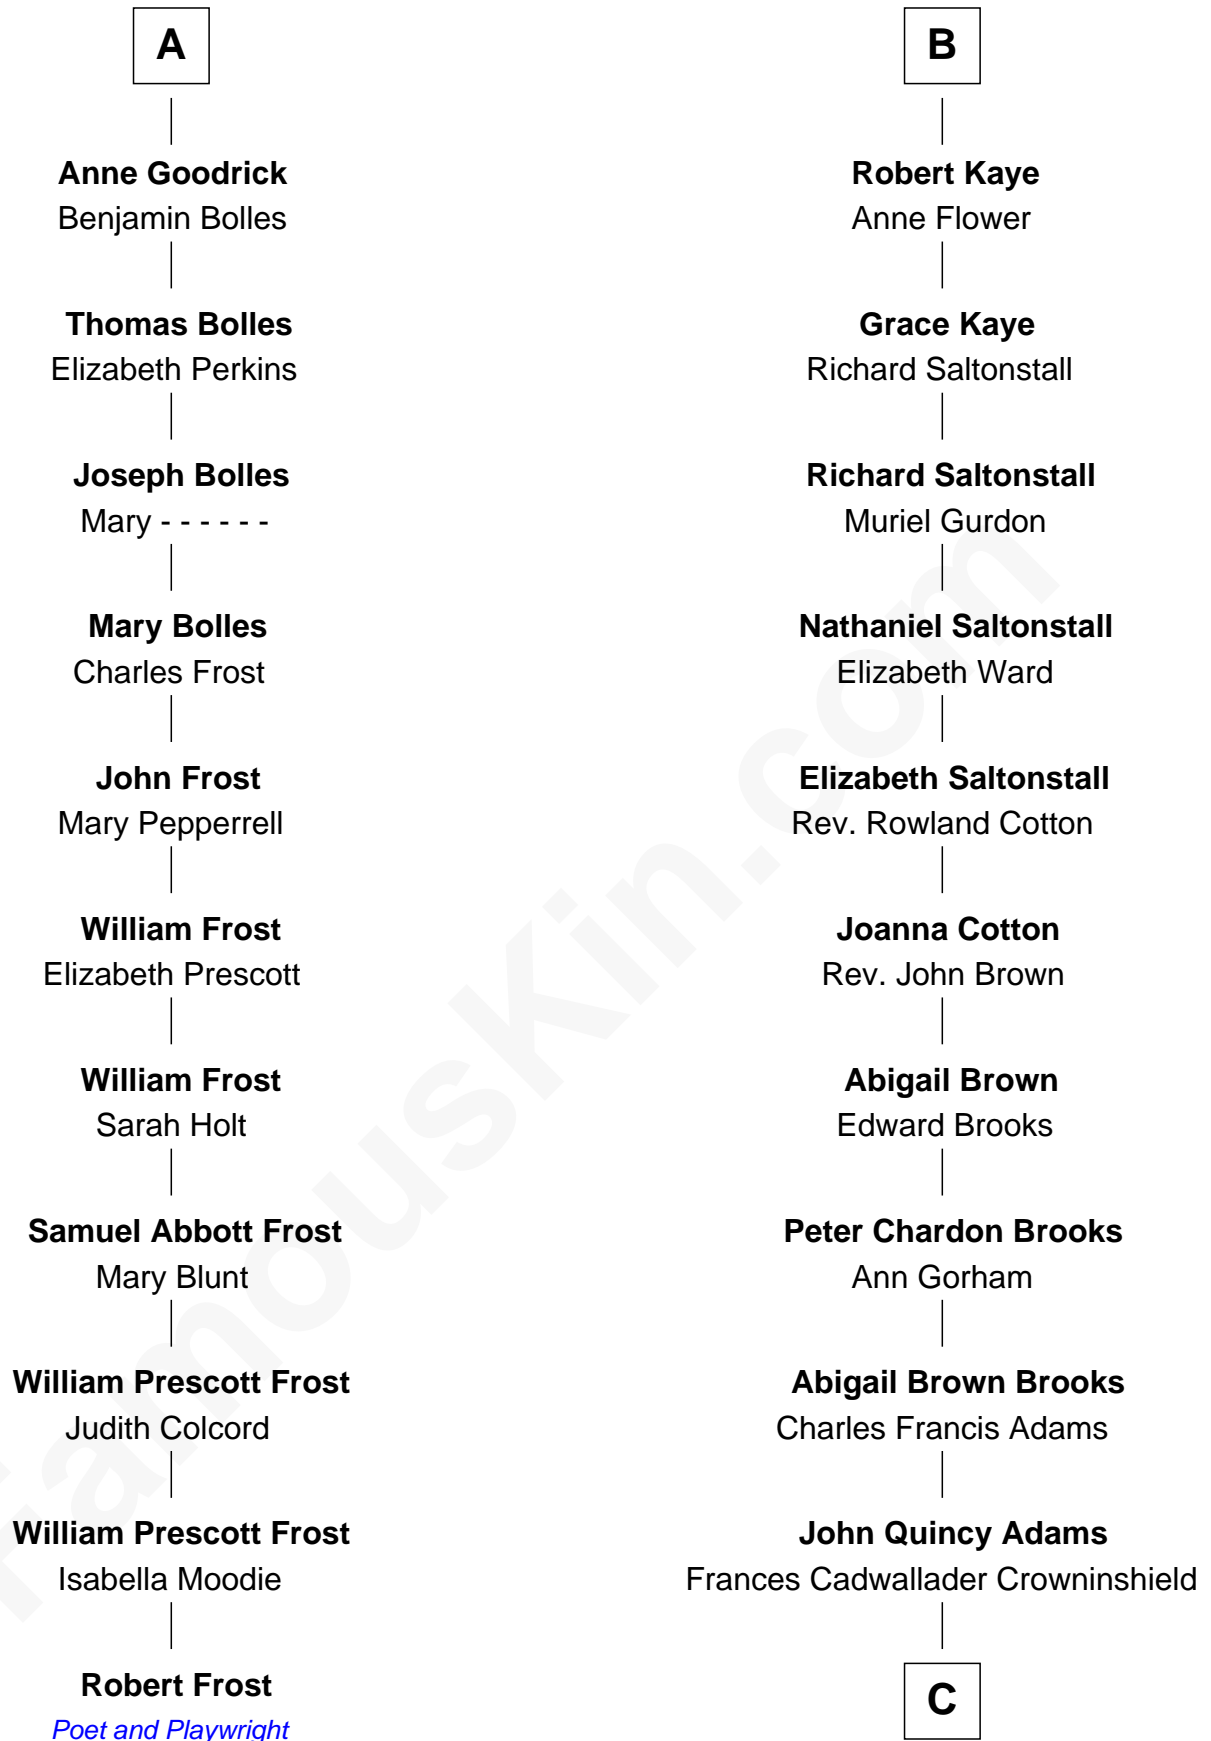 A
Anne Goodrick
Benjamin Bolles
Thomas Bolles
Elizabeth Perkins
Joseph Bolles
Mary - - - - - -
Mary Bolles
Charles Frost
John Frost
Mary Pepperrell
William Frost
Elizabeth Prescott
William Frost
Sarah Holt
Samuel Abbott Frost
Mary Blunt
William Prescott Frost
Judith Colcord
William Prescott Frost
Isabella Moodie
Robert Frost
Poet and Playwright
B
Robert Kaye
Anne Flower
Grace Kaye
Richard Saltonstall
Richard Saltonstall
Muriel Gurdon
Nathaniel Saltonstall
Elizabeth Ward
Elizabeth Saltonstall
Rev. Rowland Cotton
Joanna Cotton
Rev. John Brown
Abigail Brown
Edward Brooks
Peter Chardon Brooks
Ann Gorham
Abigail Brown Brooks
Charles Francis Adams
John Quincy Adams
Frances Cadwallader Crowninshield
C
FamousKin.com